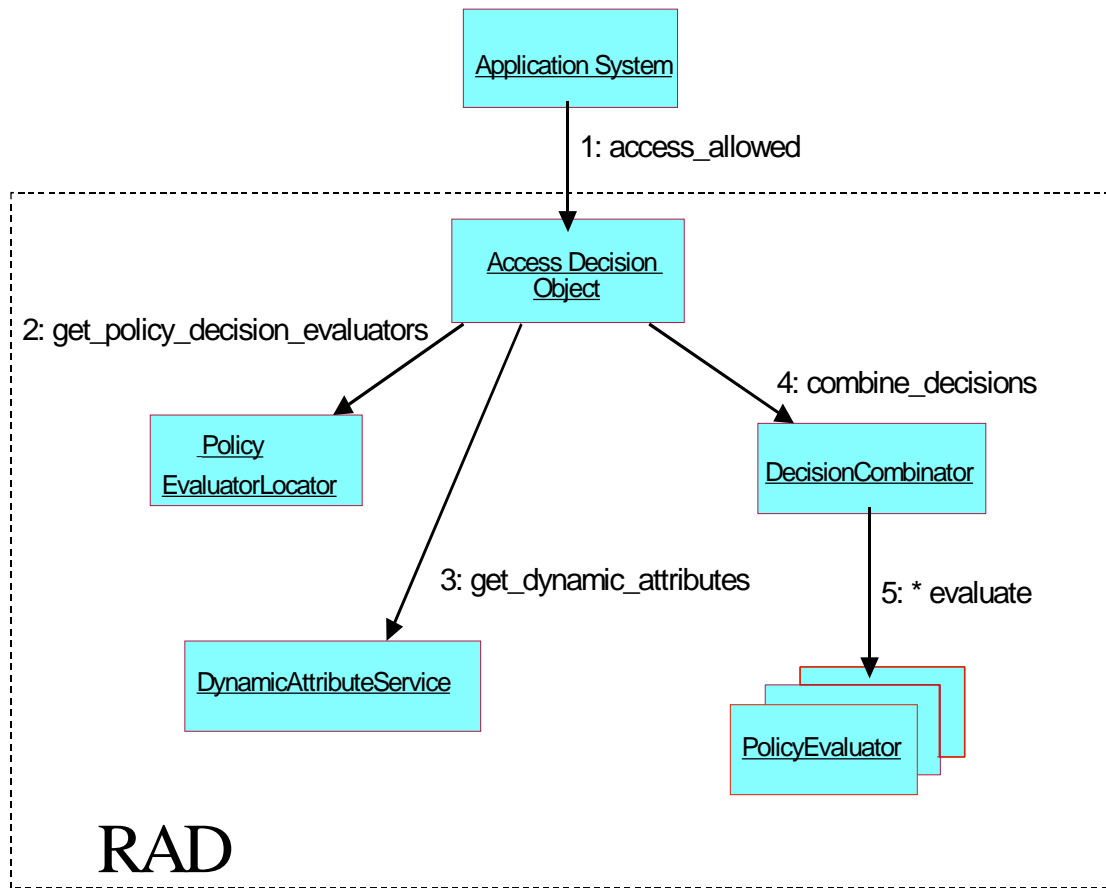 Application System
1: access_allowed
Access Decision
Object
2: get_policy_decision_evaluators
4: combine_decisions
Policy
EvaluatorLocator
DecisionCombinator
3: get_dynamic_attributes
5: * evaluate
DynamicAttributeService
PolicyEvaluator
RAD